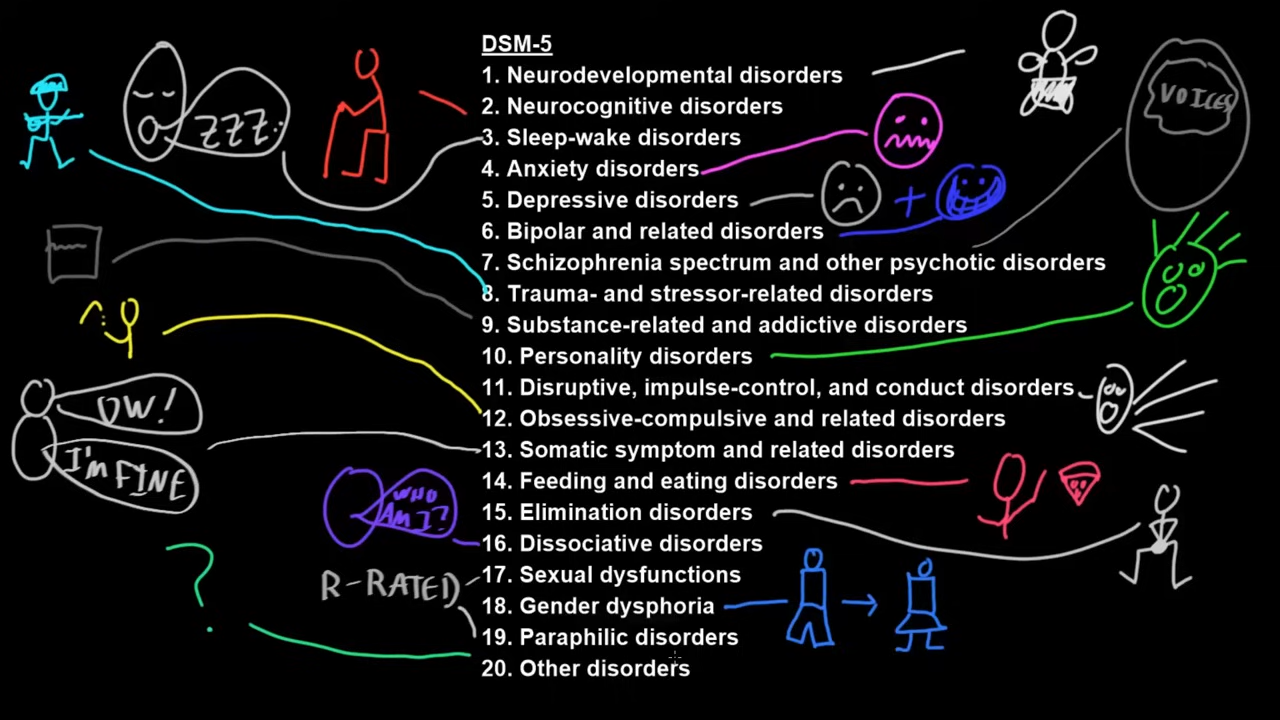 DSM-5
1. Neurodevelopmental disorders
2. Neurocognitive disorders
3. Sleep-wake disorders
4. Anxiety disorders
5. Depressive disorders
6. Bipolar and related disorders
7. Schizophrenia spectrum and other psychotic disorders
8. Trauma- and stressor-related disorders
9. Substance-related and addictive disorders
10. Personality disorders
11. Disruptive, impulse-control, and conduct disorders
12. Obsessive-compulsive and related disorders
13. Somatic symptom and related disorders
14. Feeding and eating disorders
15. Elimination disorders
16. Dissociative disorders
17. Sexual dysfunctions
18. Gender dysphoria
19. Paraphilic disorders
20. Other disorders
ZZZ..
VOICES
OW!
I'm FINE
WHO
AM I?
R-RATED
?
+